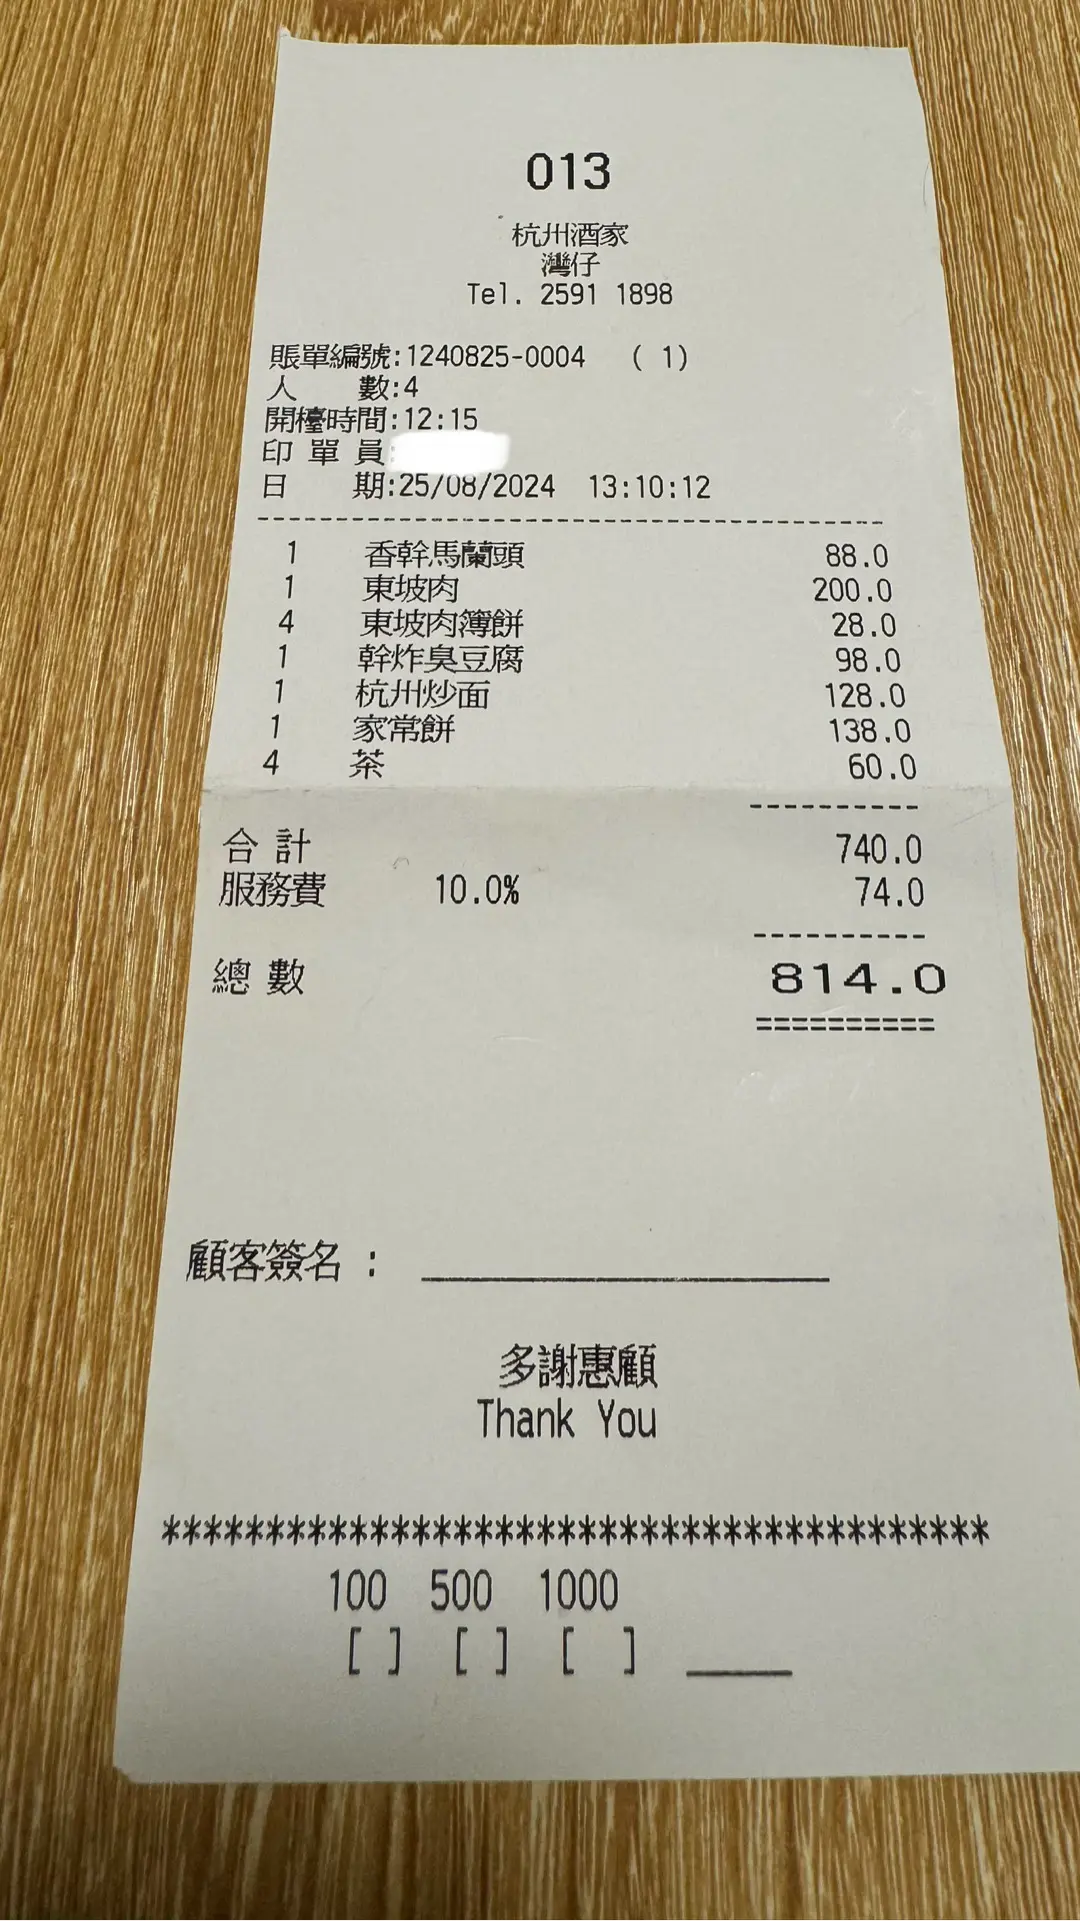 013
杭州酒家
灣仔
Tel. 2591 1898
賬單編號:1240825-0004 ( 1)
人 數:4
開檯時間:12:15
印 單 員:
日 期:25/08/2024 13:10:12
----------------------------------------
1 香幹馬蘭頭 88.0
1 東坡肉 200.0
4 東坡肉簿餅 28.0
1 幹炸臭豆腐 98.0
1 杭州炒面 128.0
1 家常餅 138.0
4 茶 60.0
----------
合 計 740.0
服務費 10.0% 74.0
----------
總 數 814.0
==========
顧客簽名 : ____________________
多謝惠顧
Thank You
****************************************
100 500 1000
[ ] [ ] [ ] _____